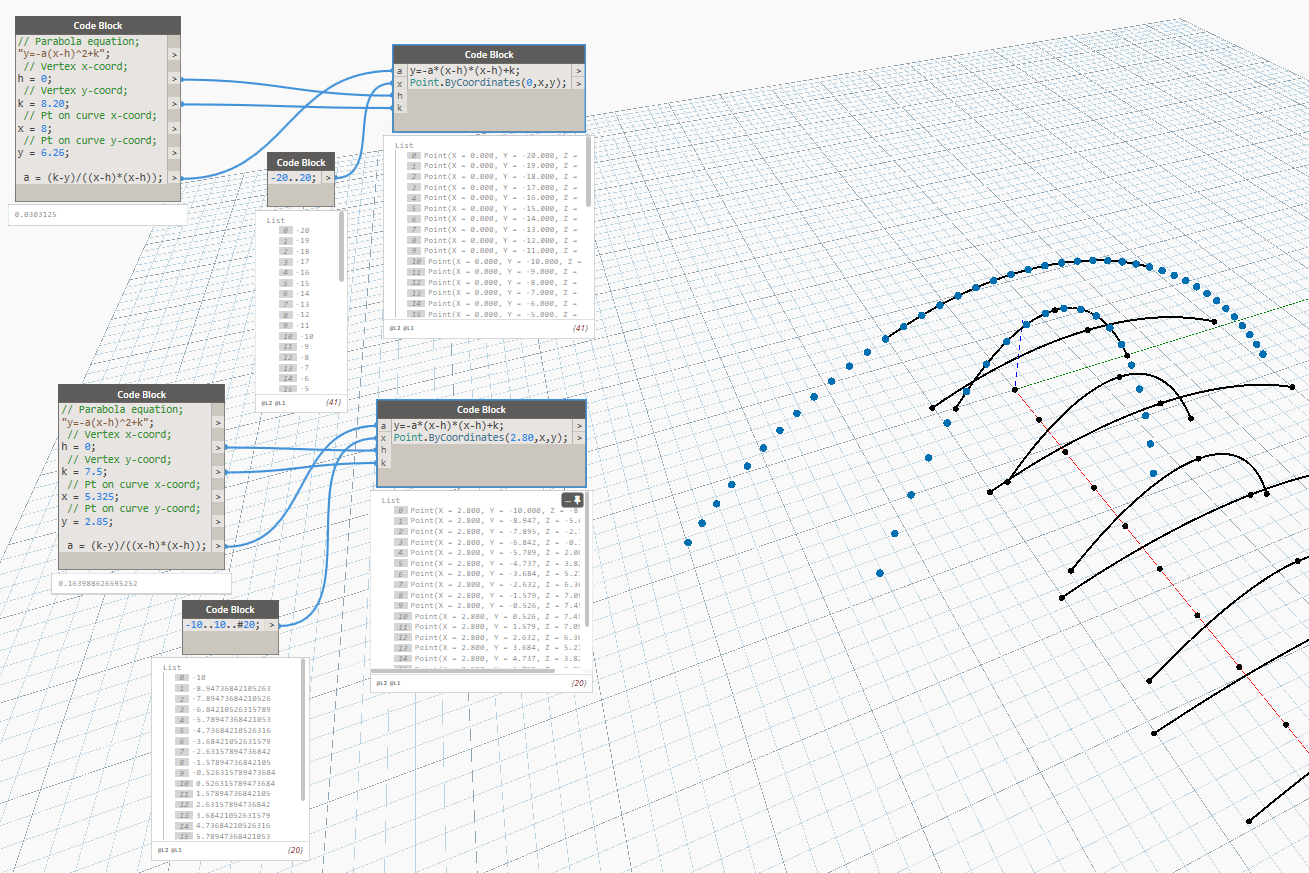 Code Block
// Parabola equation;
"y=-a(x-h)^2+k"; >
// Vertex x-coord;
h = 0; >
// Vertex y-coord;
k = 8.20; >
// Pt on curve x-coord;
x = 8; >
// Pt on curve y-coord;
y = 6.26; >
a = (k-y)/((x-h)*(x-h)); >
0.0303125
Code Block
-20..20; >
List
0 -20
1 -19
2 -18
3 -17
4 -16
5 -15
6 -14
7 -13
8 -12
9 -11
10 -10
11 -9
12 -8
13 -7
14 -6
15 -5
@L2 @L1 {41}
Code Block
a y=-a*(x-h)*(x-h)+k; >
x Point.ByCoordinates(0,x,y); >
h
k
List
0 Point(X = 0.000, Y = -20.000, Z =
1 Point(X = 0.000, Y = -19.000, Z =
2 Point(X = 0.000, Y = -18.000, Z =
3 Point(X = 0.000, Y = -17.000, Z =
4 Point(X = 0.000, Y = -16.000, Z =
5 Point(X = 0.000, Y = -15.000, Z =
6 Point(X = 0.000, Y = -14.000, Z =
7 Point(X = 0.000, Y = -13.000, Z =
8 Point(X = 0.000, Y = -12.000, Z =
9 Point(X = 0.000, Y = -11.000, Z =
10 Point(X = 0.000, Y = -10.000, Z =
11 Point(X = 0.000, Y = -9.000, Z =
12 Point(X = 0.000, Y = -8.000, Z =
13 Point(X = 0.000, Y = -7.000, Z =
14 Point(X = 0.000, Y = -6.000, Z =
15 Point(X = 0.000, Y = -5.000, Z =
@L2 @L1 {41}
Code Block
// Parabola equation;
"y=-a(x-h)^2+k"; >
// Vertex x-coord;
h = 0; >
// Vertex y-coord;
k = 7.5; >
// Pt on curve x-coord;
x = 5.325; >
// Pt on curve y-coord;
y = 2.85; >
a = (k-y)/((x-h)*(x-h)); >
0.163988626595252
Code Block
-10..10..#20; >
List
0 -10
1 -8.94736842105263
2 -7.89473684210526
3 -6.84210526315789
4 -5.78947368421053
5 -4.73684210526316
6 -3.68421052631579
7 -2.63157894736842
8 -1.57894736842105
9 -0.526315789473684
10 0.526315789473684
11 1.57894736842105
12 2.63157894736842
13 3.68421052631579
14 4.73684210526316
15 5.78947368421053
@L2 @L1 {20}
Code Block
a y=-a*(x-h)*(x-h)+k; >
x Point.ByCoordinates(2.80,x,y); >
h
k
List
...
0 Point(X = 2.800, Y = -10.000, Z = -8
1 Point(X = 2.800, Y = -8.947, Z = -5.
2 Point(X = 2.800, Y = -7.895, Z = -2.
3 Point(X = 2.800, Y = -6.842, Z = -0.
4 Point(X = 2.800, Y = -5.789, Z = 2.0
5 Point(X = 2.800, Y = -4.737, Z = 3.8
6 Point(X = 2.800, Y = -3.684, Z = 5.2
7 Point(X = 2.800, Y = -2.632, Z = 6.3
8 Point(X = 2.800, Y = -1.579, Z = 7.0
9 Point(X = 2.800, Y = -0.526, Z = 7.4
10 Point(X = 2.800, Y = 0.526, Z = 7.4
11 Point(X = 2.800, Y = 1.579, Z = 7.0
12 Point(X = 2.800, Y = 2.632, Z = 6.3
13 Point(X = 2.800, Y = 3.684, Z = 5.2
14 Point(X = 2.800, Y = 4.737, Z = 3.8
@L2 @L1 {20}